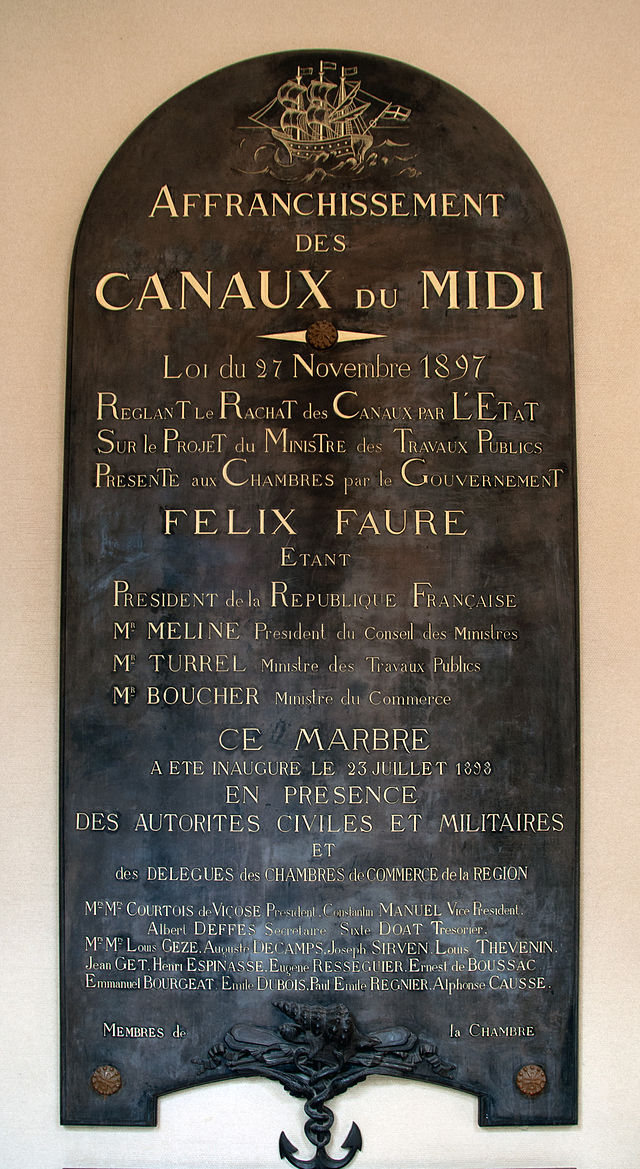 AFFRANCHISSEMENT
DES
CANAUX DU MIDI
LOI du 27 Novembre 1897
REGLANT LE RACHAT des CANAUX PAR L'ETAT
SUR le PROJET du MINISTRE des TRAVAUX PUBLICS
PRESENTE aux CHAMBRES par le GOUVERNEMENT
FELIX FAURE
ETANT
PRESIDENT de la REPUBLIQUE FRANÇAISE
MR MELINE President du Conseil des Ministres
MR TURREL Ministre des Travaux Publics
MR BOUCHER Ministre du Commerce
CE MARBRE
A ETE INAUGURE LE 23 JUILLET 1898
EN PRESENCE
DES AUTORITES CIVILES ET MILITAIRES
ET
des DELEGUES des CHAMBRES de COMMERCE de la REGION
MRS MRS COURTOIS de VIÇOSE President, Constantin MANUEL Vice President,
Albert DEFFES Secretaire Sixte DOAT Tresorier,
MRS MRS Louis GEZE, Auguste DECAMPS, Joseph SIRVEN, Louis THEVENIN,
Jean GET, Henri ESPINASSE, Eugene RESSEGUIER, Ernest de BOUSSAC,
Emmanuel BOURGEAT, Emile DUBOIS, Paul Emile REGNIER, Alphonse CAUSSE.
MEMBRES de la CHAMBRE